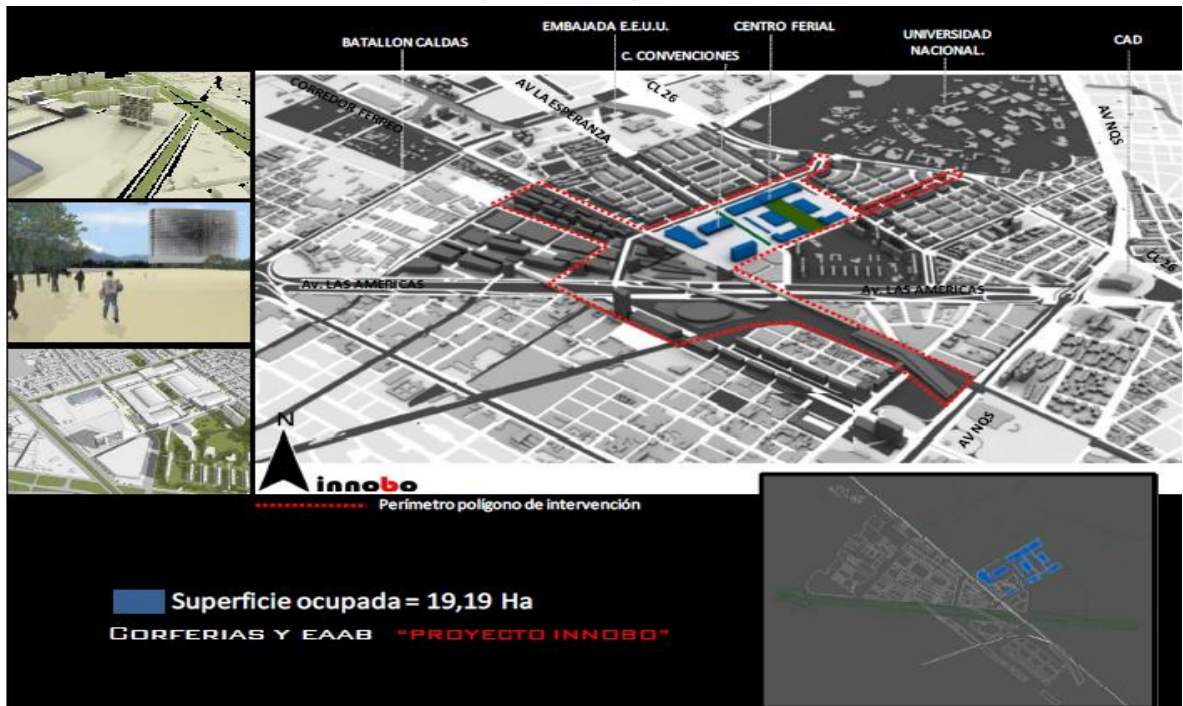 EMBAJADA E.E.U.U.
CENTRO FERIAL
UNIVERSIDAD
NACIONAL.
CAD
BATALLON CALDAS
C. CONVENCIONES
CORREDOR FERREO
AV LA ESPERANZA
CL 26
AV NQS
CL 26
Av. LAS AMERICAS
Av. LAS AMERICAS
AV NQS
N
innobo
Perímetro polígono de intervención
Superficie ocupada = 19,19 Ha
CORFERIAS Y EAAB "PROYECTO INNOBO"